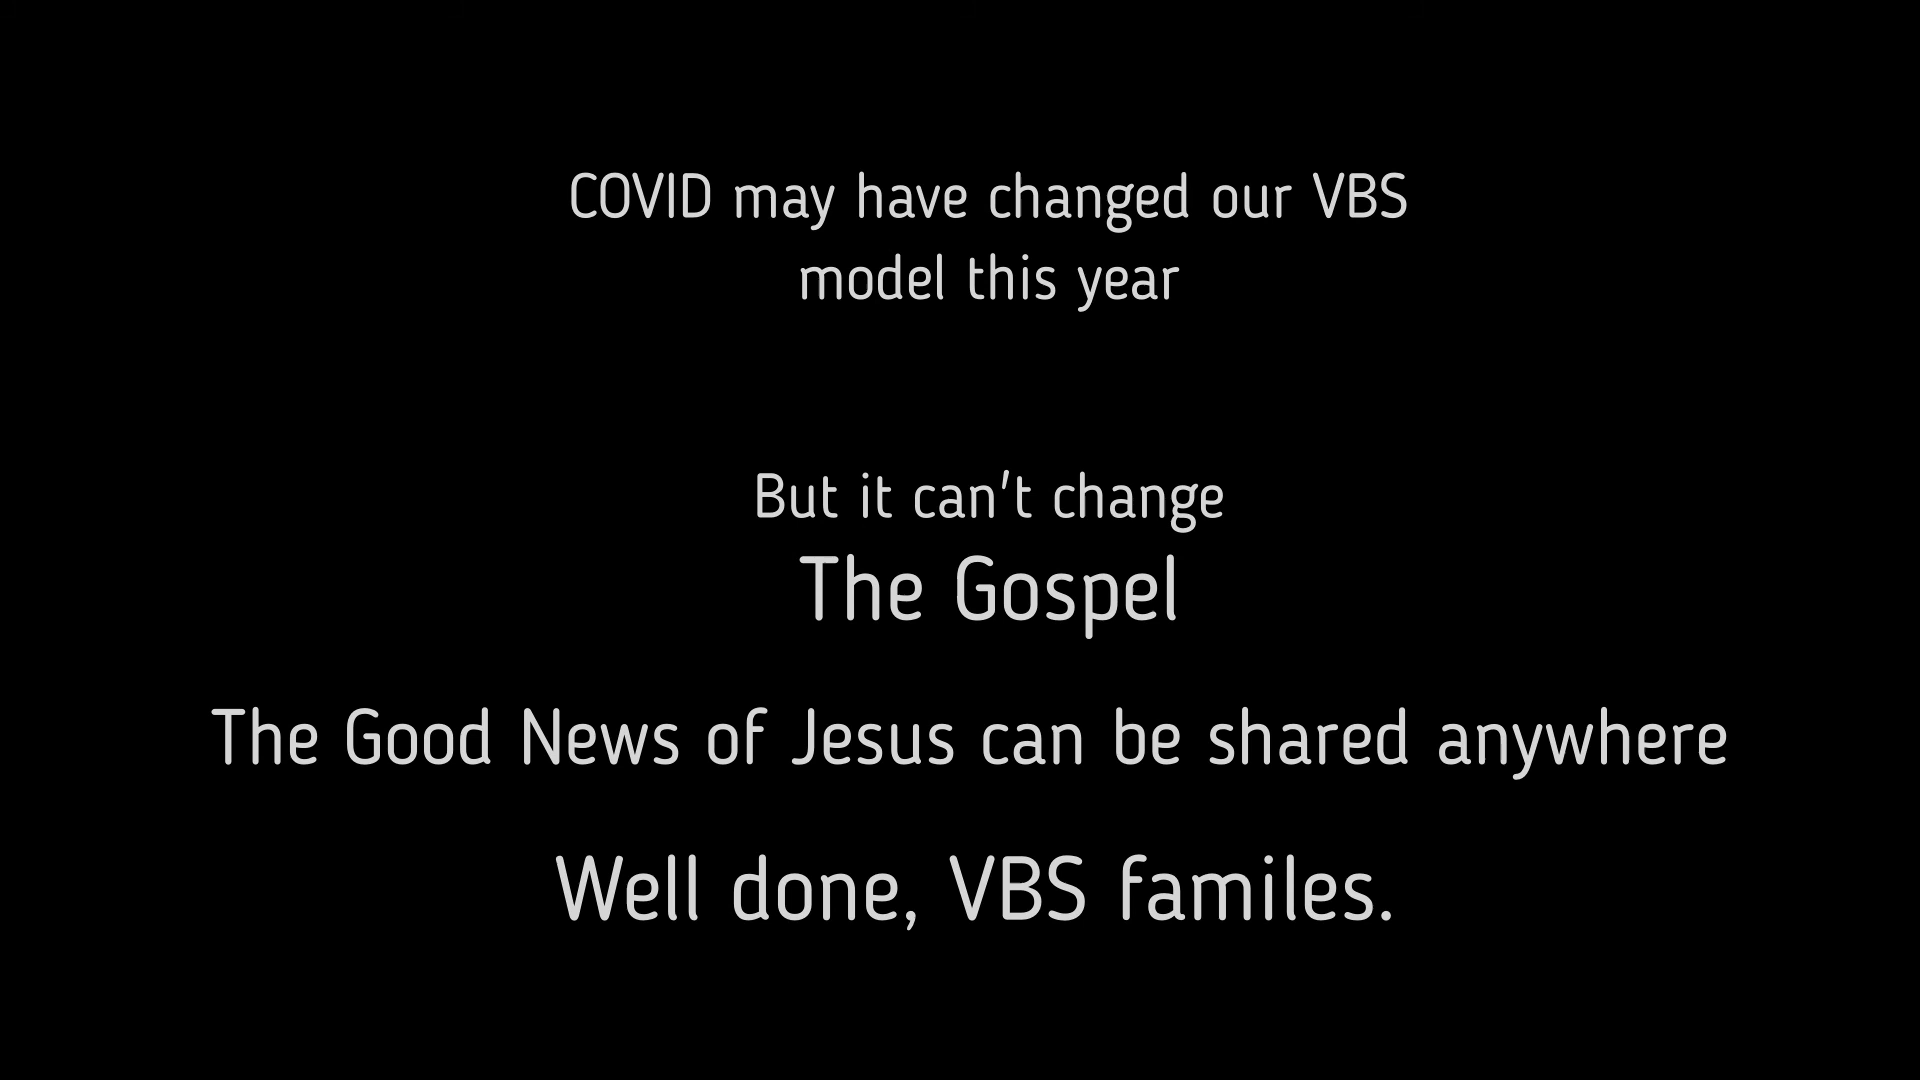 COVID may have changed our VBS
model this year
But it can't change
The Gospel
The Good News of Jesus can be shared anywhere
Well done, VBS familes.